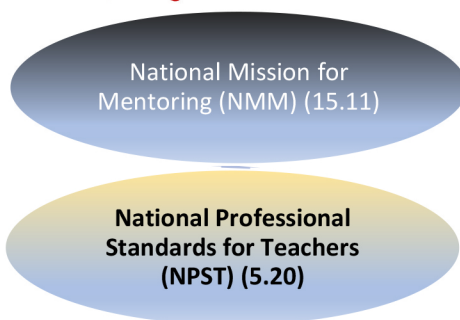 National Mission for
Mentoring (NMM) (15.11)
National Professional
Standards for Teachers
(NPST) (5.20)